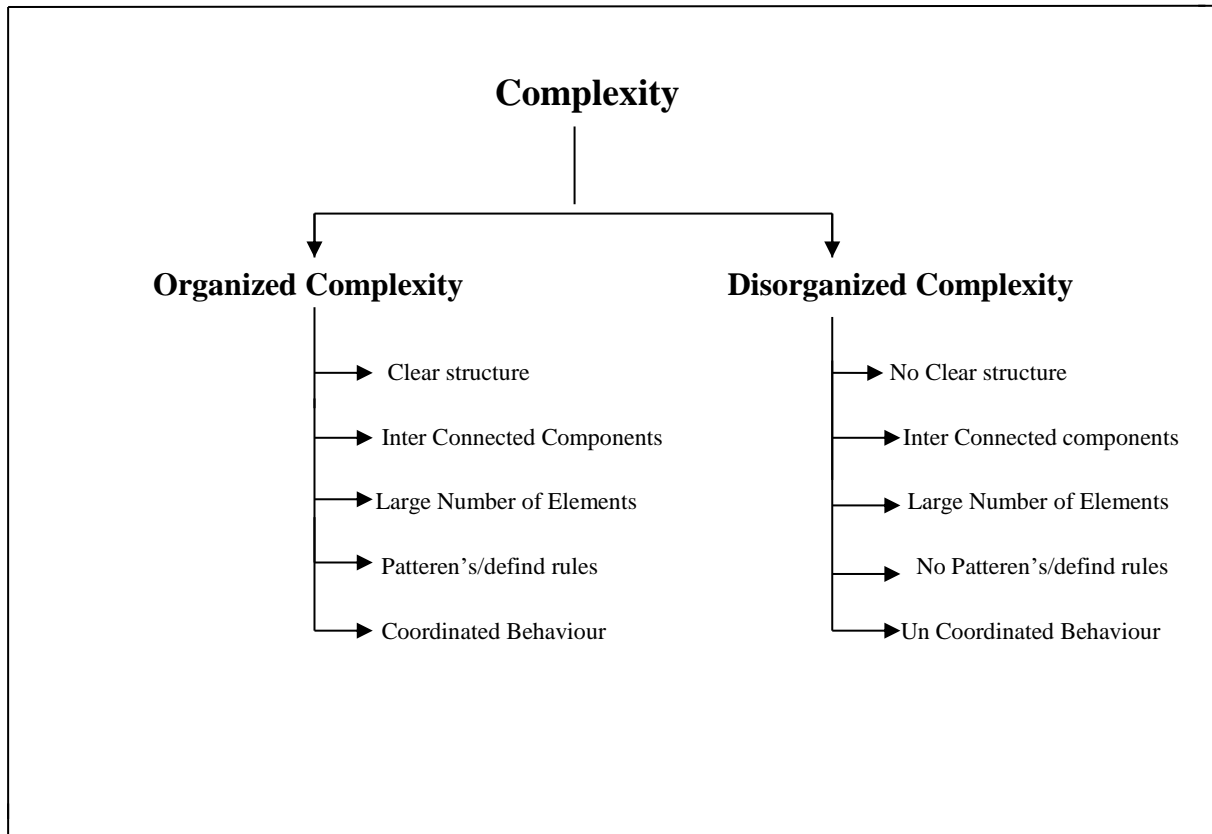 Complexity
Organized Complexity
Clear structure
Inter Connected Components
Large Number of Elements
Patteren’s/defind rules
Coordinated Behaviour
Disorganized Complexity
No Clear structure
Inter Connected components
Large Number of Elements
No Patteren’s/defind rules
Un Coordinated Behaviour